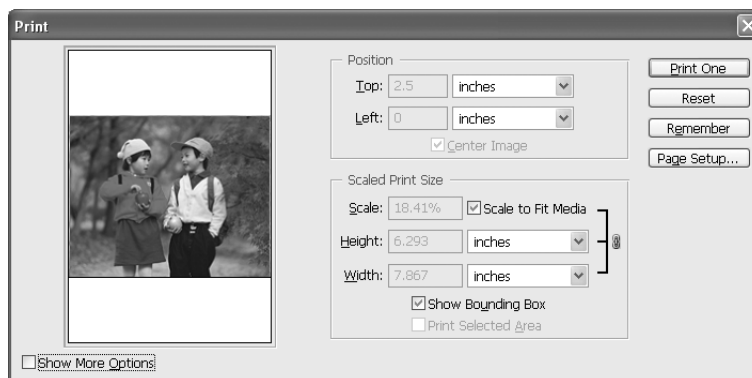 Print
Position
Top: 2.5 inches
Left: 0 inches
Center Image
Scaled Print Size
Scale: 18.41% Scale to Fit Media
Height: 6.293 inches
Width: 7.867 inches
Show Bounding Box
Print Selected Area
Print One
Reset
Remember
Page Setup...
Show More Options